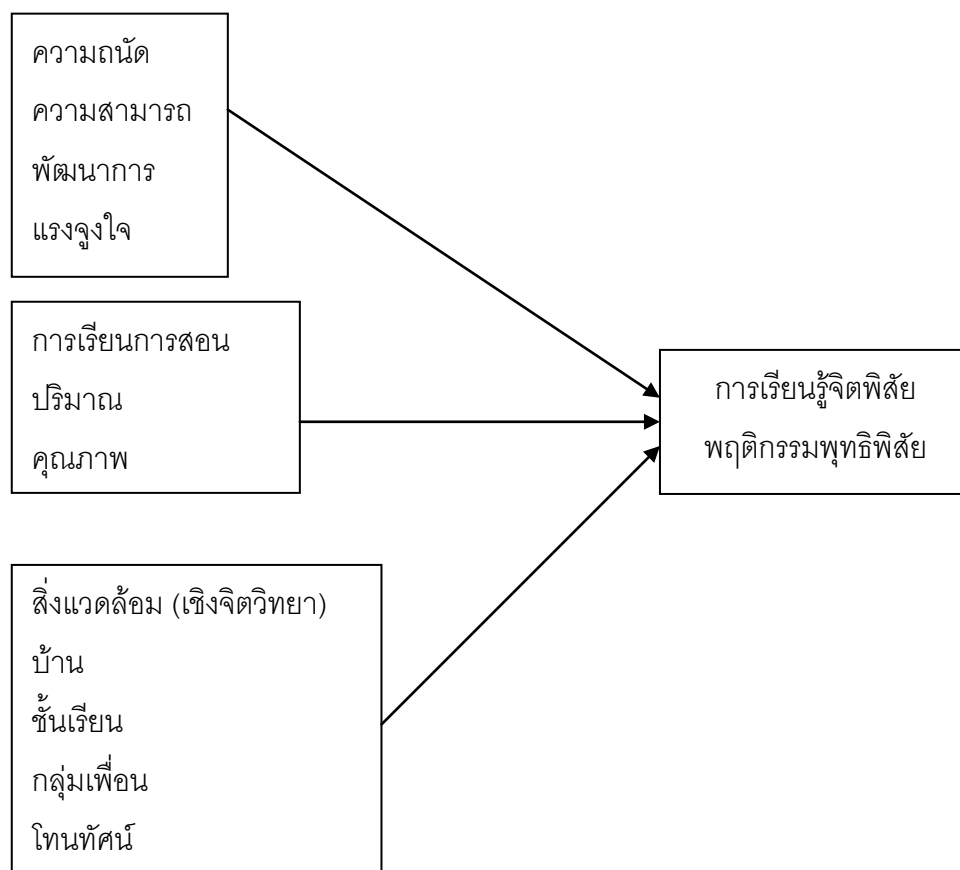 ความถนัด
ความสามารถ
พัฒนาการ
แรงจูงใจ
การเรียนการสอน
ปริมาณ
คุณภาพ
การเรียนรู้จิตพิสัย
พฤติกรรมพุทธิพิสัย
สิ่งแวดล้อม (เชิงจิตวิทยา)
บ้าน
ชั้นเรียน
กลุ่มเพื่อน
โทนทัศน์